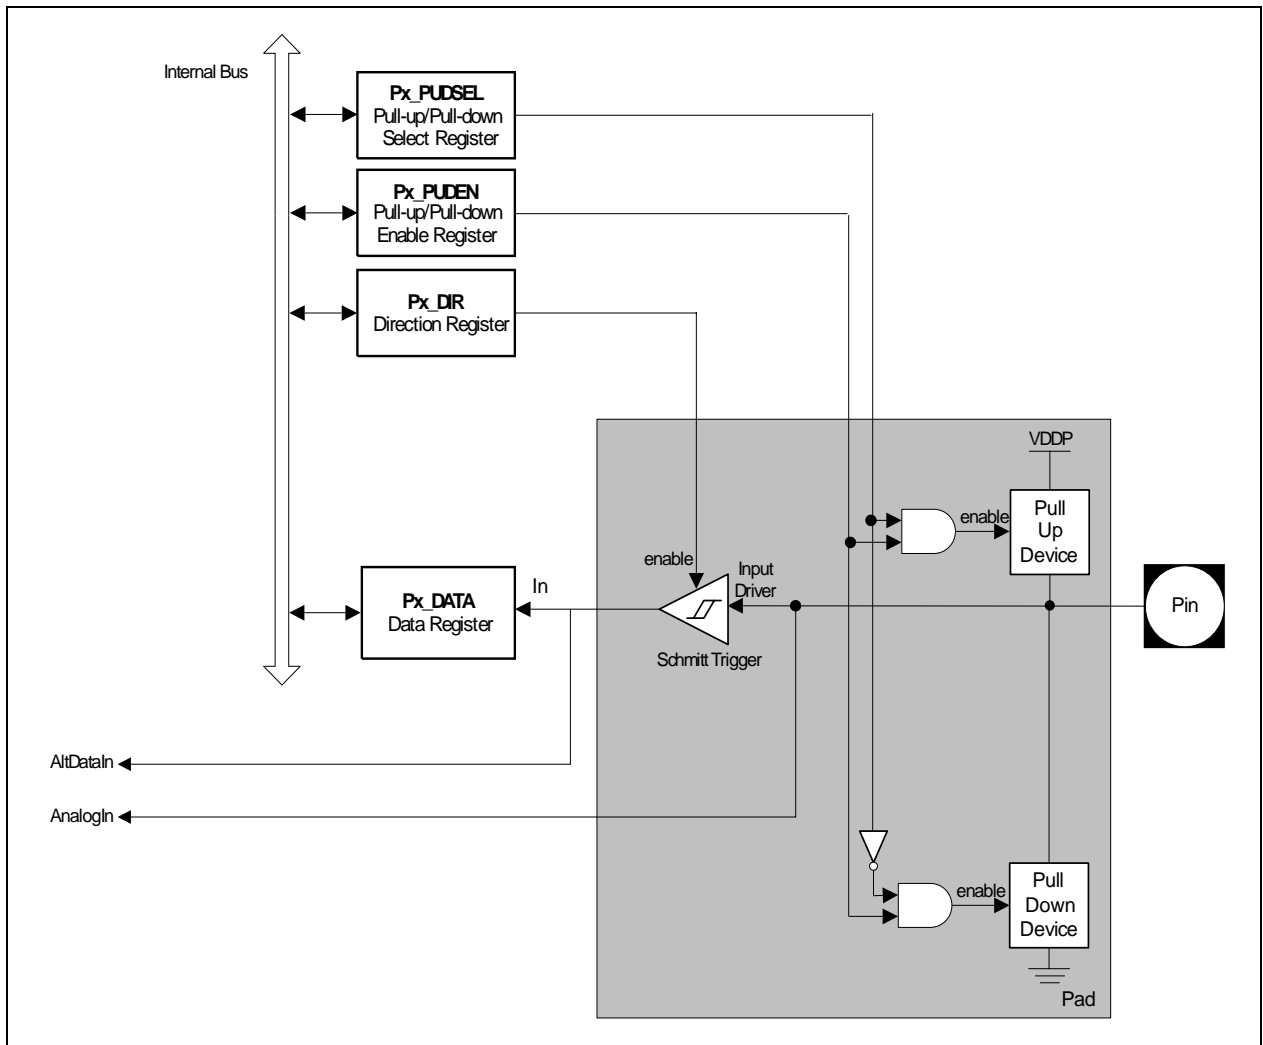 Internal Bus
Px_PUDSEL
Pull-up/Pull-down
Select Register
Px_PUDEN
Pull-up/Pull-down
Enable Register
Px_DIR
Direction Register
VDDP
Pull
Up
Device
enable
enable
Input
Driver
In
Px_DATA
Data Register
Schmitt Trigger
Pin
AltDataIn
AnalogIn
enable
Pull
Down
Device
Pad